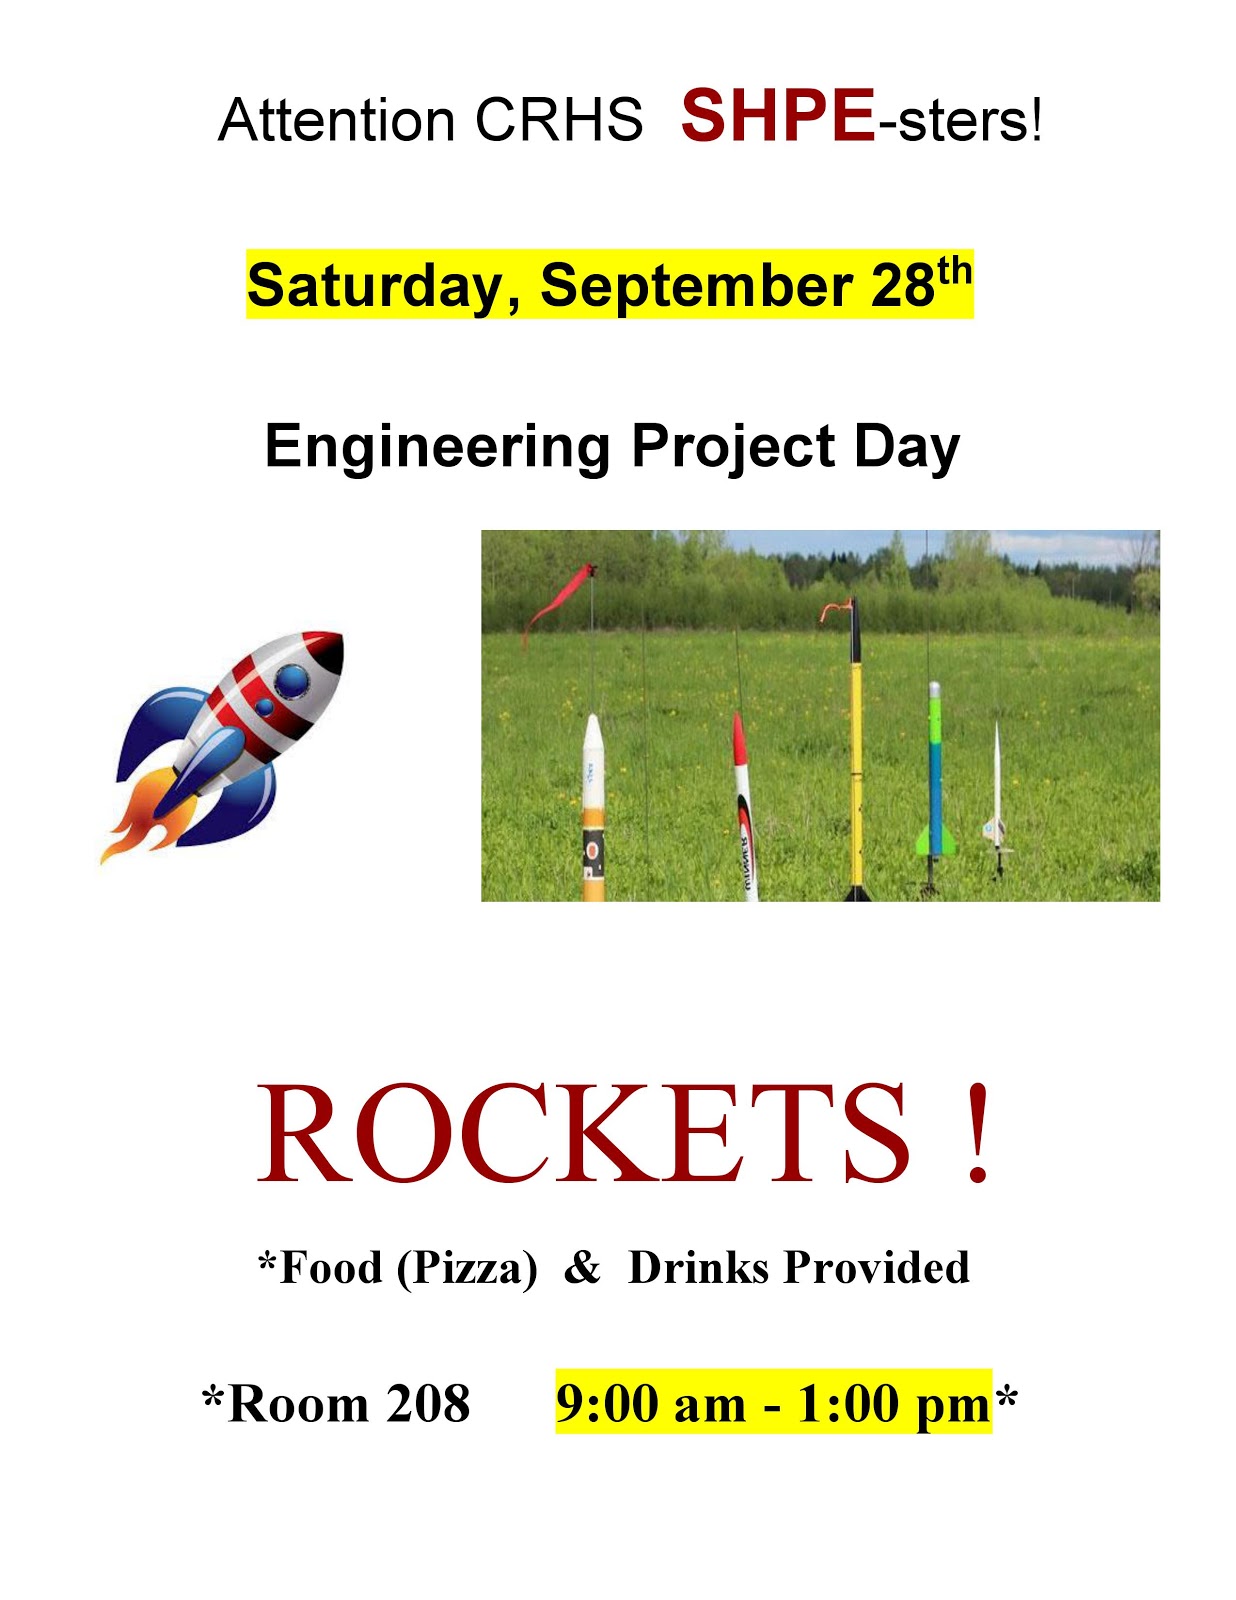 Attention CRHS SHPE-sters!
Saturday, September 28th
Engineering Project Day
WINNER
ROCKETS !
*Food (Pizza) & Drinks Provided
*Room 208 9:00 am - 1:00 pm*